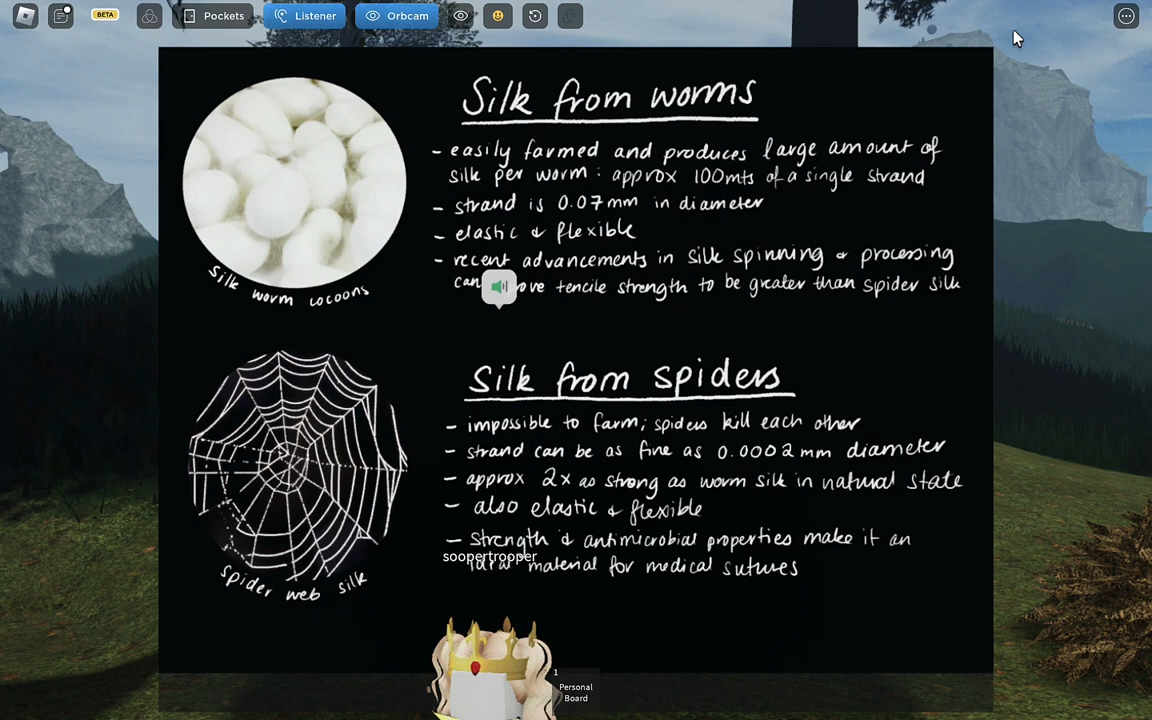 BETA
Pockets
Listener
Orbcam
Silk from worms
- easily farmed and produces large amount of
silk per worm : approx 100mts of a single strand
- strand is 0.07mm in diameter
- elastic & flexible
- recent advancements in silk spinning & processing
can tencile strength to be greater than spider silk
Silk worm cocoons
Silk from spiders
- impossible to farm; spiders kill each other
- strand can be as fine as 0.0002mm diameter
- approx 2x as strong as worm silk in natural state
- also elastic & flexible
- strength & antimicrobial properties make it an
material for medical sutures
soopertrooper
spider web silk
1
Personal
Board